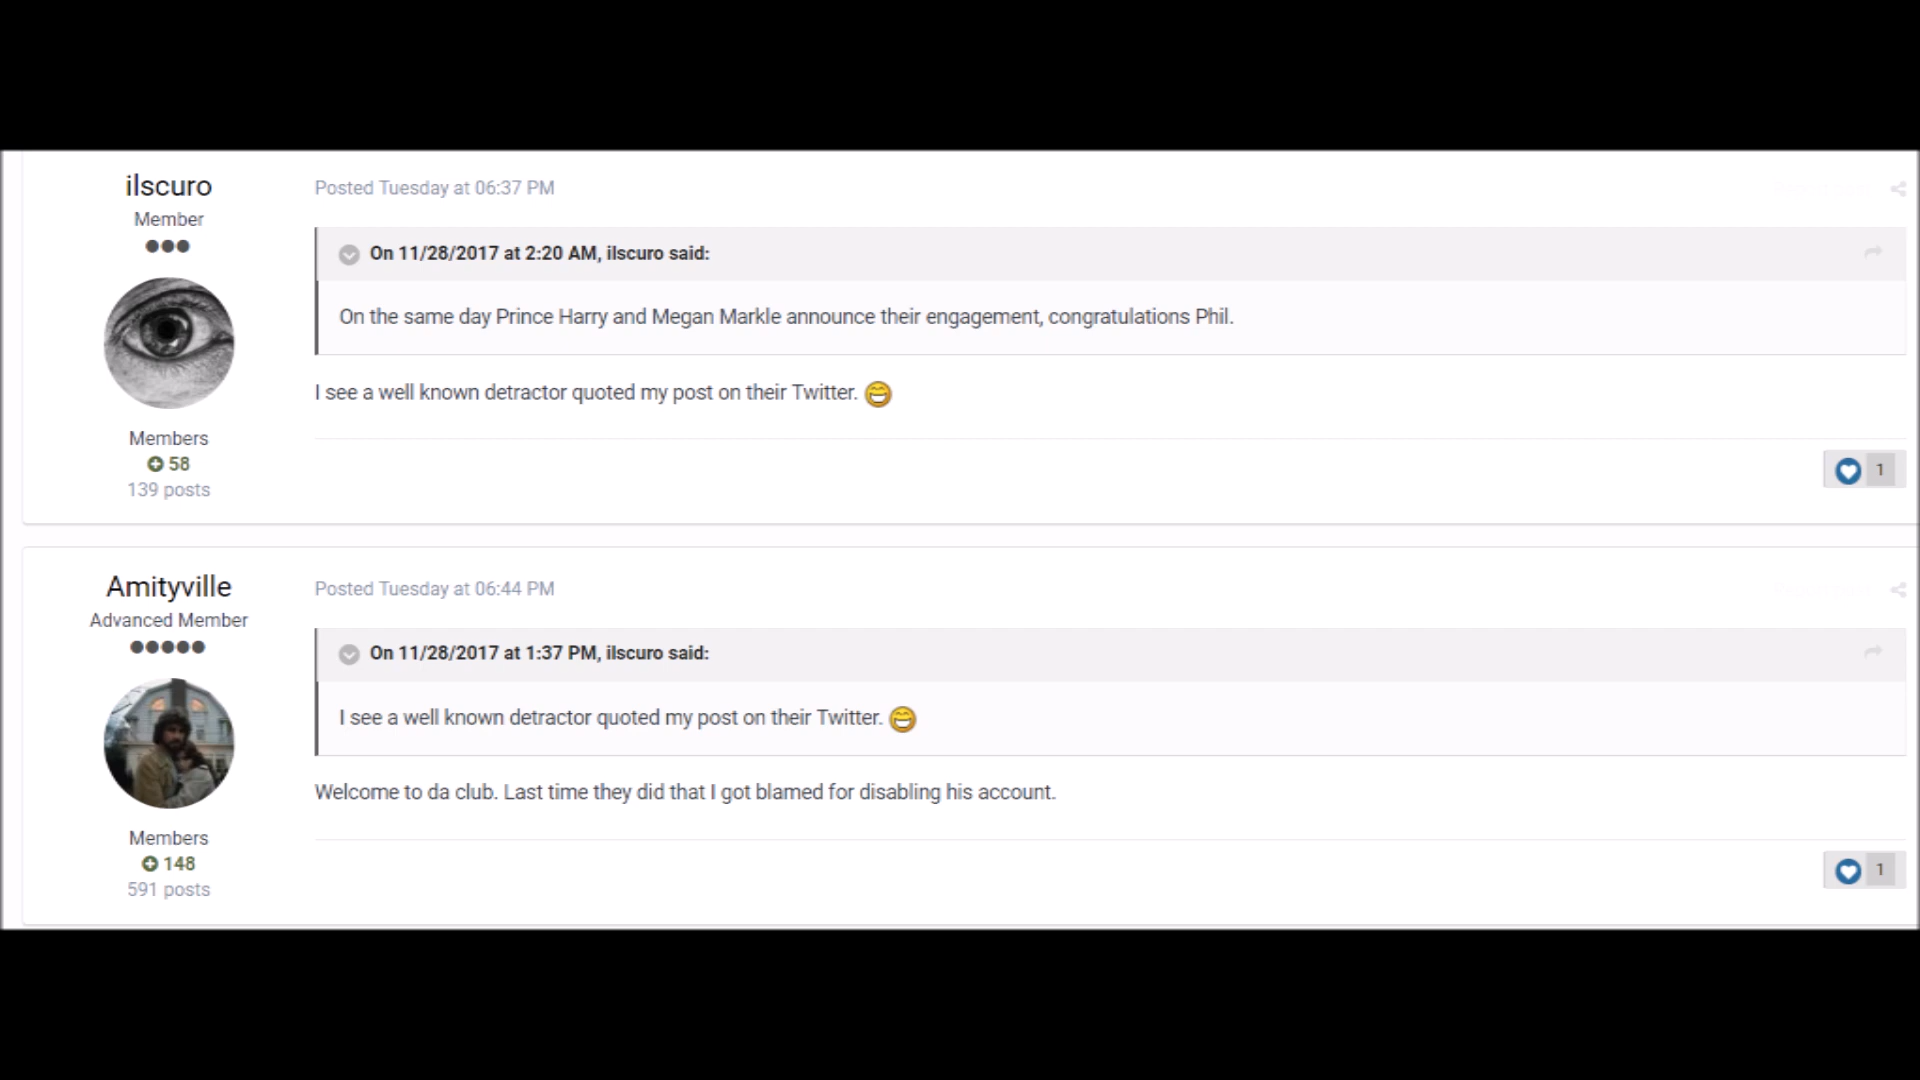 ilscuro
Member
Posted Tuesday at 06:37 PM
On 11/28/2017 at 2:20 AM, ilscuro said:
On the same day Prince Harry and Megan Markle announce their engagement, congratulations Phil.
I see a well known detractor quoted my post on their Twitter.
Members
58
139 posts
1
Amityville
Advanced Member
Posted Tuesday at 06:44 PM
On 11/28/2017 at 1:37 PM, ilscuro said:
I see a well known detractor quoted my post on their Twitter.
Welcome to da club. Last time they did that I got blamed for disabling his account.
Members
148
591 posts
1